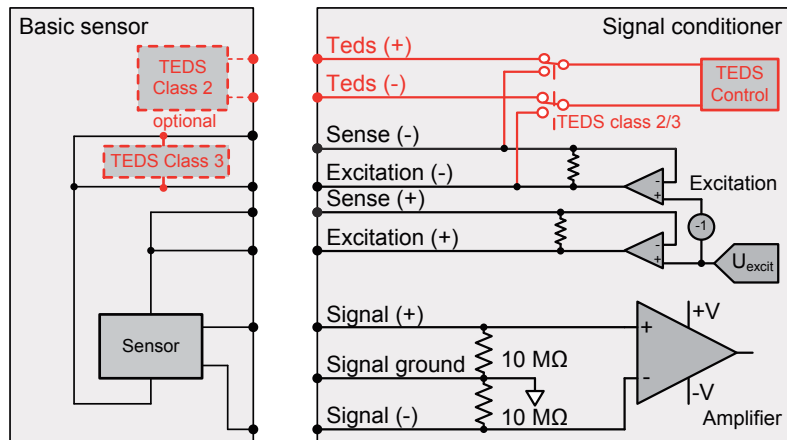 Basic sensor
TEDS
Class 2
optional
TEDS Class 3
Sensor
Signal conditioner
Teds (+)
Teds (-)
TEDS
Control
TEDS class 2/3
Sense (-)
Excitation (-)
Excitation
Sense (+)
-
+
-1
Excitation (+)
-
+
Uexcit
Signal (+)
+
+V
10 MΩ
Signal ground
-
-V
10 MΩ
Signal (-)
Amplifier